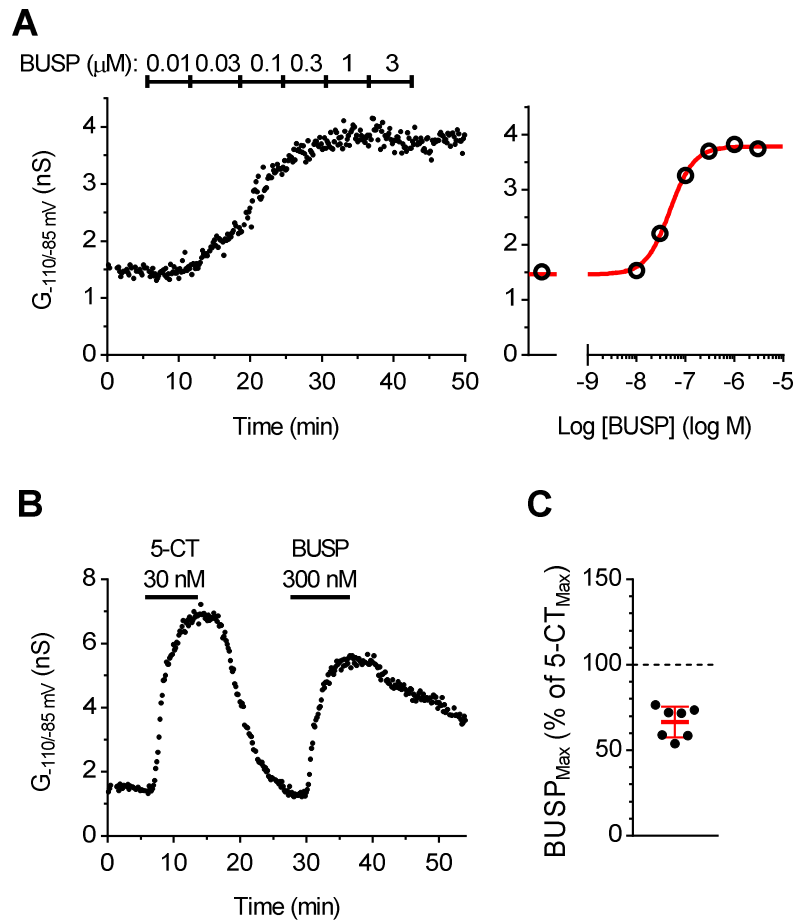 A
BUSP (μM): 0.01 0.03 0.1 0.3 1 3
G-110/-85 mV (nS)
4
3
2
1
0
0 10 20 30 40 50
Time (min)
4
3
2
1
0
-9 -8 -7 -6 -5
Log [BUSP] (log M)
B
5-CT
30 nM
BUSP
300 nM
G-110/-85 mV (nS)
8
6
4
2
0
0 10 20 30 40 50
Time (min)
C
BUSPMax (% of 5-CTMax)
150
100
50
0